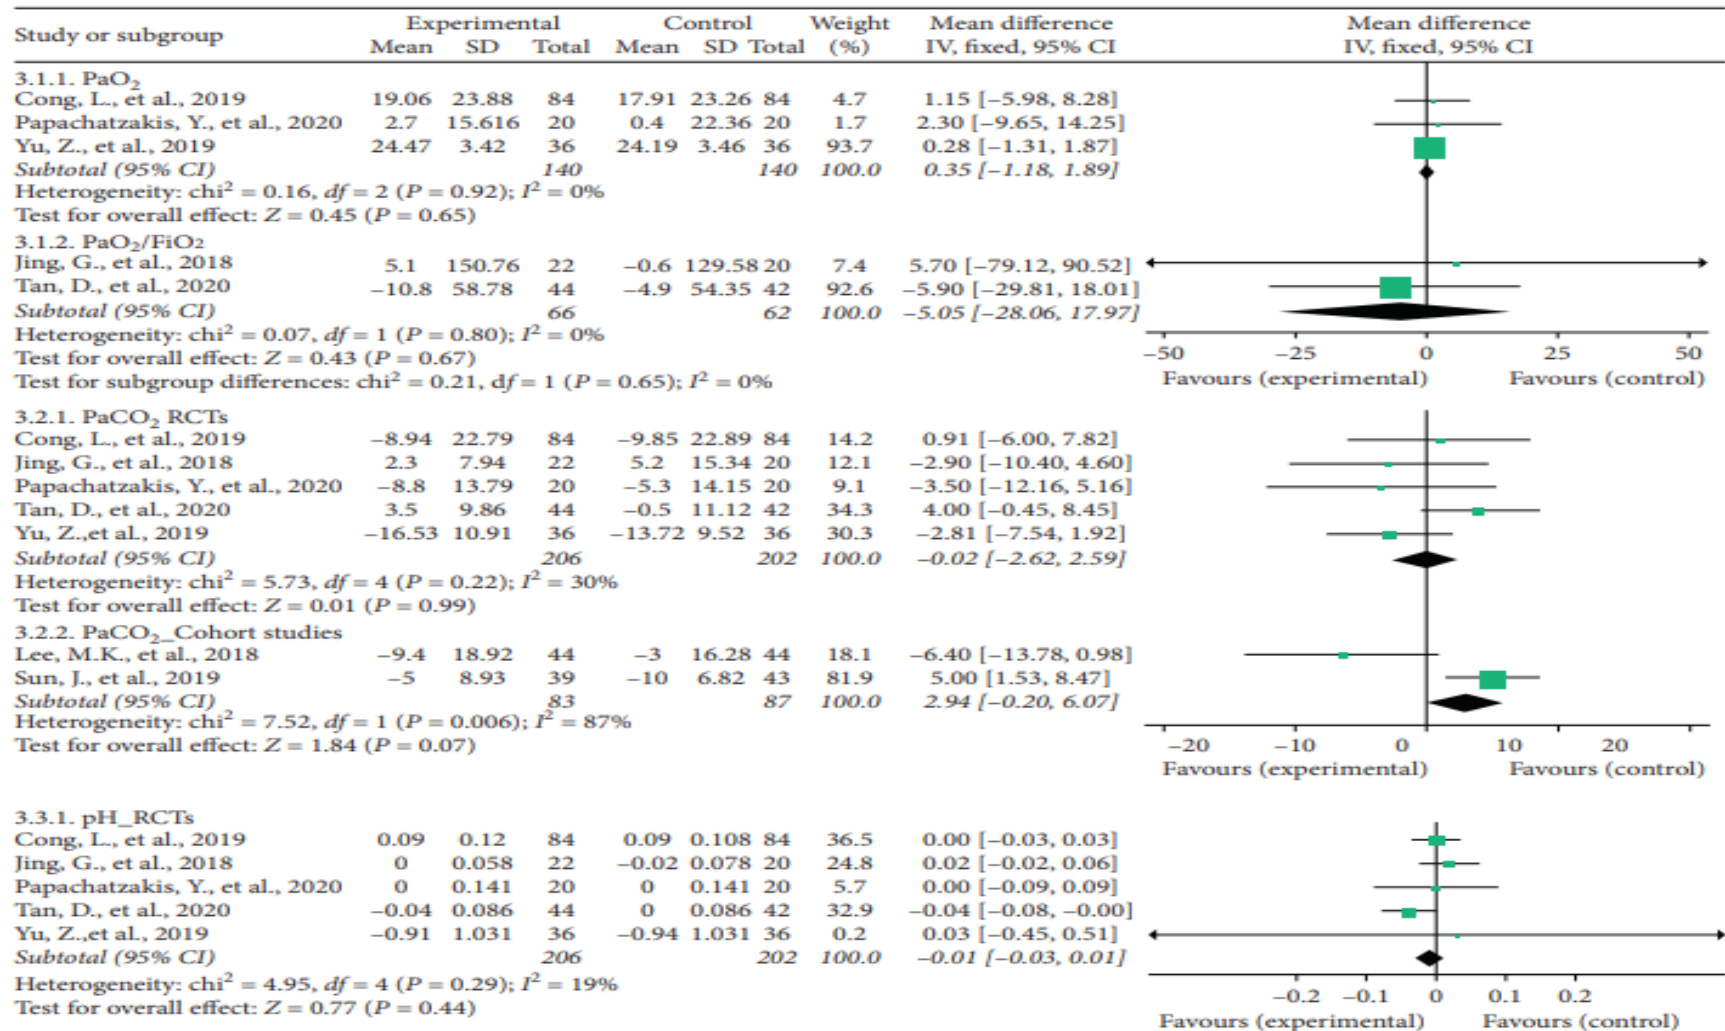 Study or subgroup Experimental Control Weight Mean difference Mean difference
Mean SD Total Mean SD Total (%) IV, fixed, 95% CI IV, fixed, 95% CI
3.1.1. PaO₂
Cong, L., et al., 2019 19.06 23.88 84 17.91 23.26 84 4.7 1.15 [−5.98, 8.28]
Papachatzakis, Y., et al., 2020 2.7 15.616 20 0.4 22.36 20 1.7 2.30 [−9.65, 14.25]
Yu, Z., et al., 2019 24.47 3.42 36 24.19 3.46 36 93.7 0.28 [−1.31, 1.87]
Subtotal (95% CI) 140 140 100.0 0.35 [−1.18, 1.89]
Heterogeneity: chi² = 0.16, df = 2 (P = 0.92); I² = 0%
Test for overall effect: Z = 0.45 (P = 0.65)
3.1.2. PaO₂/FiO₂
Jing, G., et al., 2018 5.1 150.76 22 −0.6 129.58 20 7.4 5.70 [−79.12, 90.52]
Tan, D., et al., 2020 −10.8 58.78 44 −4.9 54.35 42 92.6 −5.90 [−29.81, 18.01]
Subtotal (95% CI) 66 62 100.0 −5.05 [−28.06, 17.97]
Heterogeneity: chi² = 0.07, df = 1 (P = 0.80); I² = 0%
Test for overall effect: Z = 0.43 (P = 0.67)
Test for subgroup differences: chi² = 0.21, df = 1 (P = 0.65); I² = 0%
−50 −25 0 25 50
Favours (experimental) Favours (control)
3.2.1. PaCO₂ RCTs
Cong, L., et al., 2019 −8.94 22.79 84 −9.85 22.89 84 14.2 0.91 [−6.00, 7.82]
Jing, G., et al., 2018 2.3 7.94 22 5.2 15.34 20 12.1 −2.90 [−10.40, 4.60]
Papachatzakis, Y., et al., 2020 −8.8 13.79 20 −5.3 14.15 20 9.1 −3.50 [−12.16, 5.16]
Tan, D., et al., 2020 3.5 9.86 44 −0.5 11.12 42 34.3 4.00 [−0.45, 8.45]
Yu, Z.,et al., 2019 −16.53 10.91 36 −13.72 9.52 36 30.3 −2.81 [−7.54, 1.92]
Subtotal (95% CI) 206 202 100.0 −0.02 [−2.62, 2.59]
Heterogeneity: chi² = 5.73, df = 4 (P = 0.22); I² = 30%
Test for overall effect: Z = 0.01 (P = 0.99)
3.2.2. PaCO₂_Cohort studies
Lee, M.K., et al., 2018 −9.4 18.92 44 −3 16.28 44 18.1 −6.40 [−13.78, 0.98]
Sun, J., et al., 2019 −5 8.93 39 −10 6.82 43 81.9 5.00 [1.53, 8.47]
Subtotal (95% CI) 83 87 100.0 2.94 [−0.20, 6.07]
Heterogeneity: chi² = 7.52, df = 1 (P = 0.006); I² = 87%
Test for overall effect: Z = 1.84 (P = 0.07)
−20 −10 0 10 20
Favours (experimental) Favours (control)
3.3.1. pH_RCTs
Cong, L., et al., 2019 0.09 0.12 84 0.09 0.108 84 36.5 0.00 [−0.03, 0.03]
Jing, G., et al., 2018 0 0.058 22 −0.02 0.078 20 24.8 0.02 [−0.02, 0.06]
Papachatzakis, Y., et al., 2020 0 0.141 20 0 0.141 20 5.7 0.00 [−0.09, 0.09]
Tan, D., et al., 2020 −0.04 0.086 44 0 0.086 42 32.9 −0.04 [−0.08, −0.00]
Yu, Z.,et al., 2019 −0.91 1.031 36 −0.94 1.031 36 0.2 0.03 [−0.45, 0.51]
Subtotal (95% CI) 206 202 100.0 −0.01 [−0.03, 0.01]
Heterogeneity: chi² = 4.95, df = 4 (P = 0.29); I² = 19%
Test for overall effect: Z = 0.77 (P = 0.44)
−0.2 −0.1 0 0.1 0.2
Favours (experimental) Favours (control)